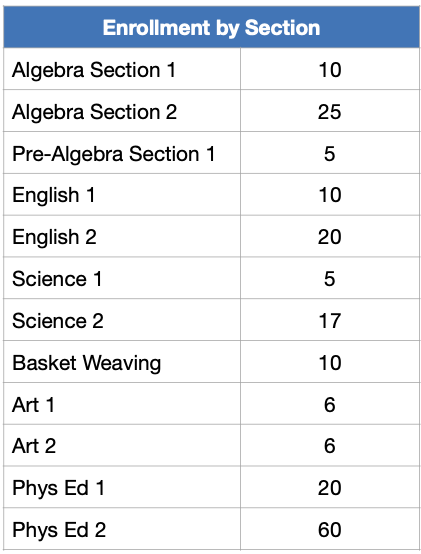 Enrollment by Section
Algebra Section 1 10
Algebra Section 2 25
Pre-Algebra Section 1 5
English 1 10
English 2 20
Science 1 5
Science 2 17
Basket Weaving 10
Art 1 6
Art 2 6
Phys Ed 1 20
Phys Ed 2 60